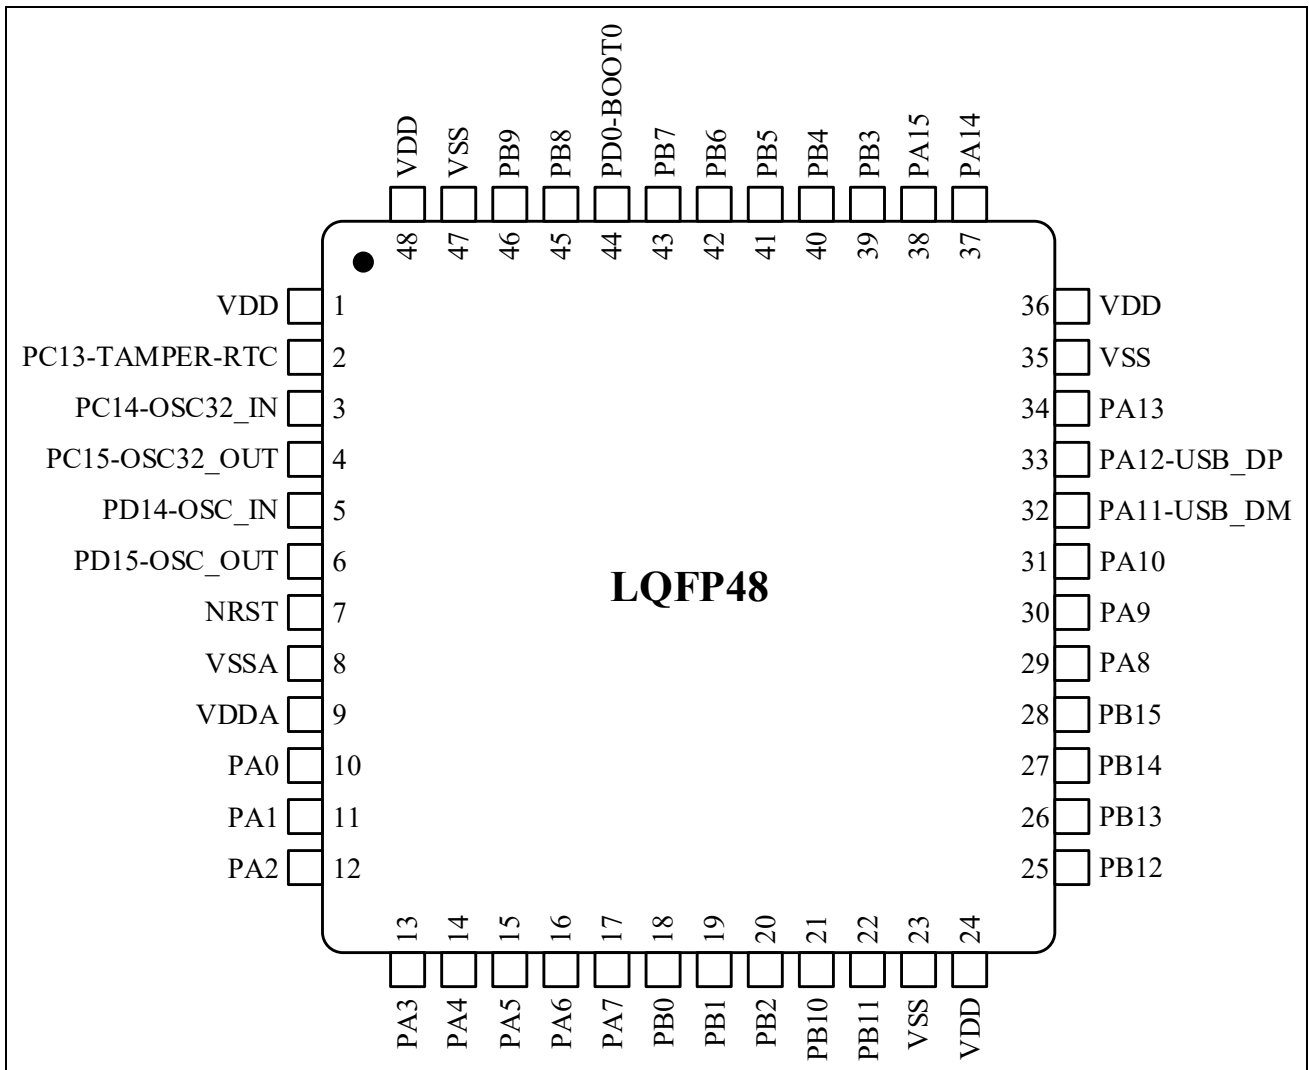 VDD
VSS
PB9
PB8
PD0-BOOT0
PB7
PB6
PB5
PB4
PB3
PA15
PA14
48
47
46
45
44
43
42
41
40
39
38
37
VDD 1
PC13-TAMPER-RTC 2
PC14-OSC32_IN 3
PC15-OSC32_OUT 4
PD14-OSC_IN 5
PD15-OSC_OUT 6
NRST 7
VSSA 8
VDDA 9
PA0 10
PA1 11
PA2 12
LQFP48
36 VDD
35 VSS
34 PA13
33 PA12-USB_DP
32 PA11-USB_DM
31 PA10
30 PA9
29 PA8
28 PB15
27 PB14
26 PB13
25 PB12
13
14
15
16
17
18
19
20
21
22
23
24
PA3
PA4
PA5
PA6
PA7
PB0
PB1
PB2
PB10
PB11
VSS
VDD